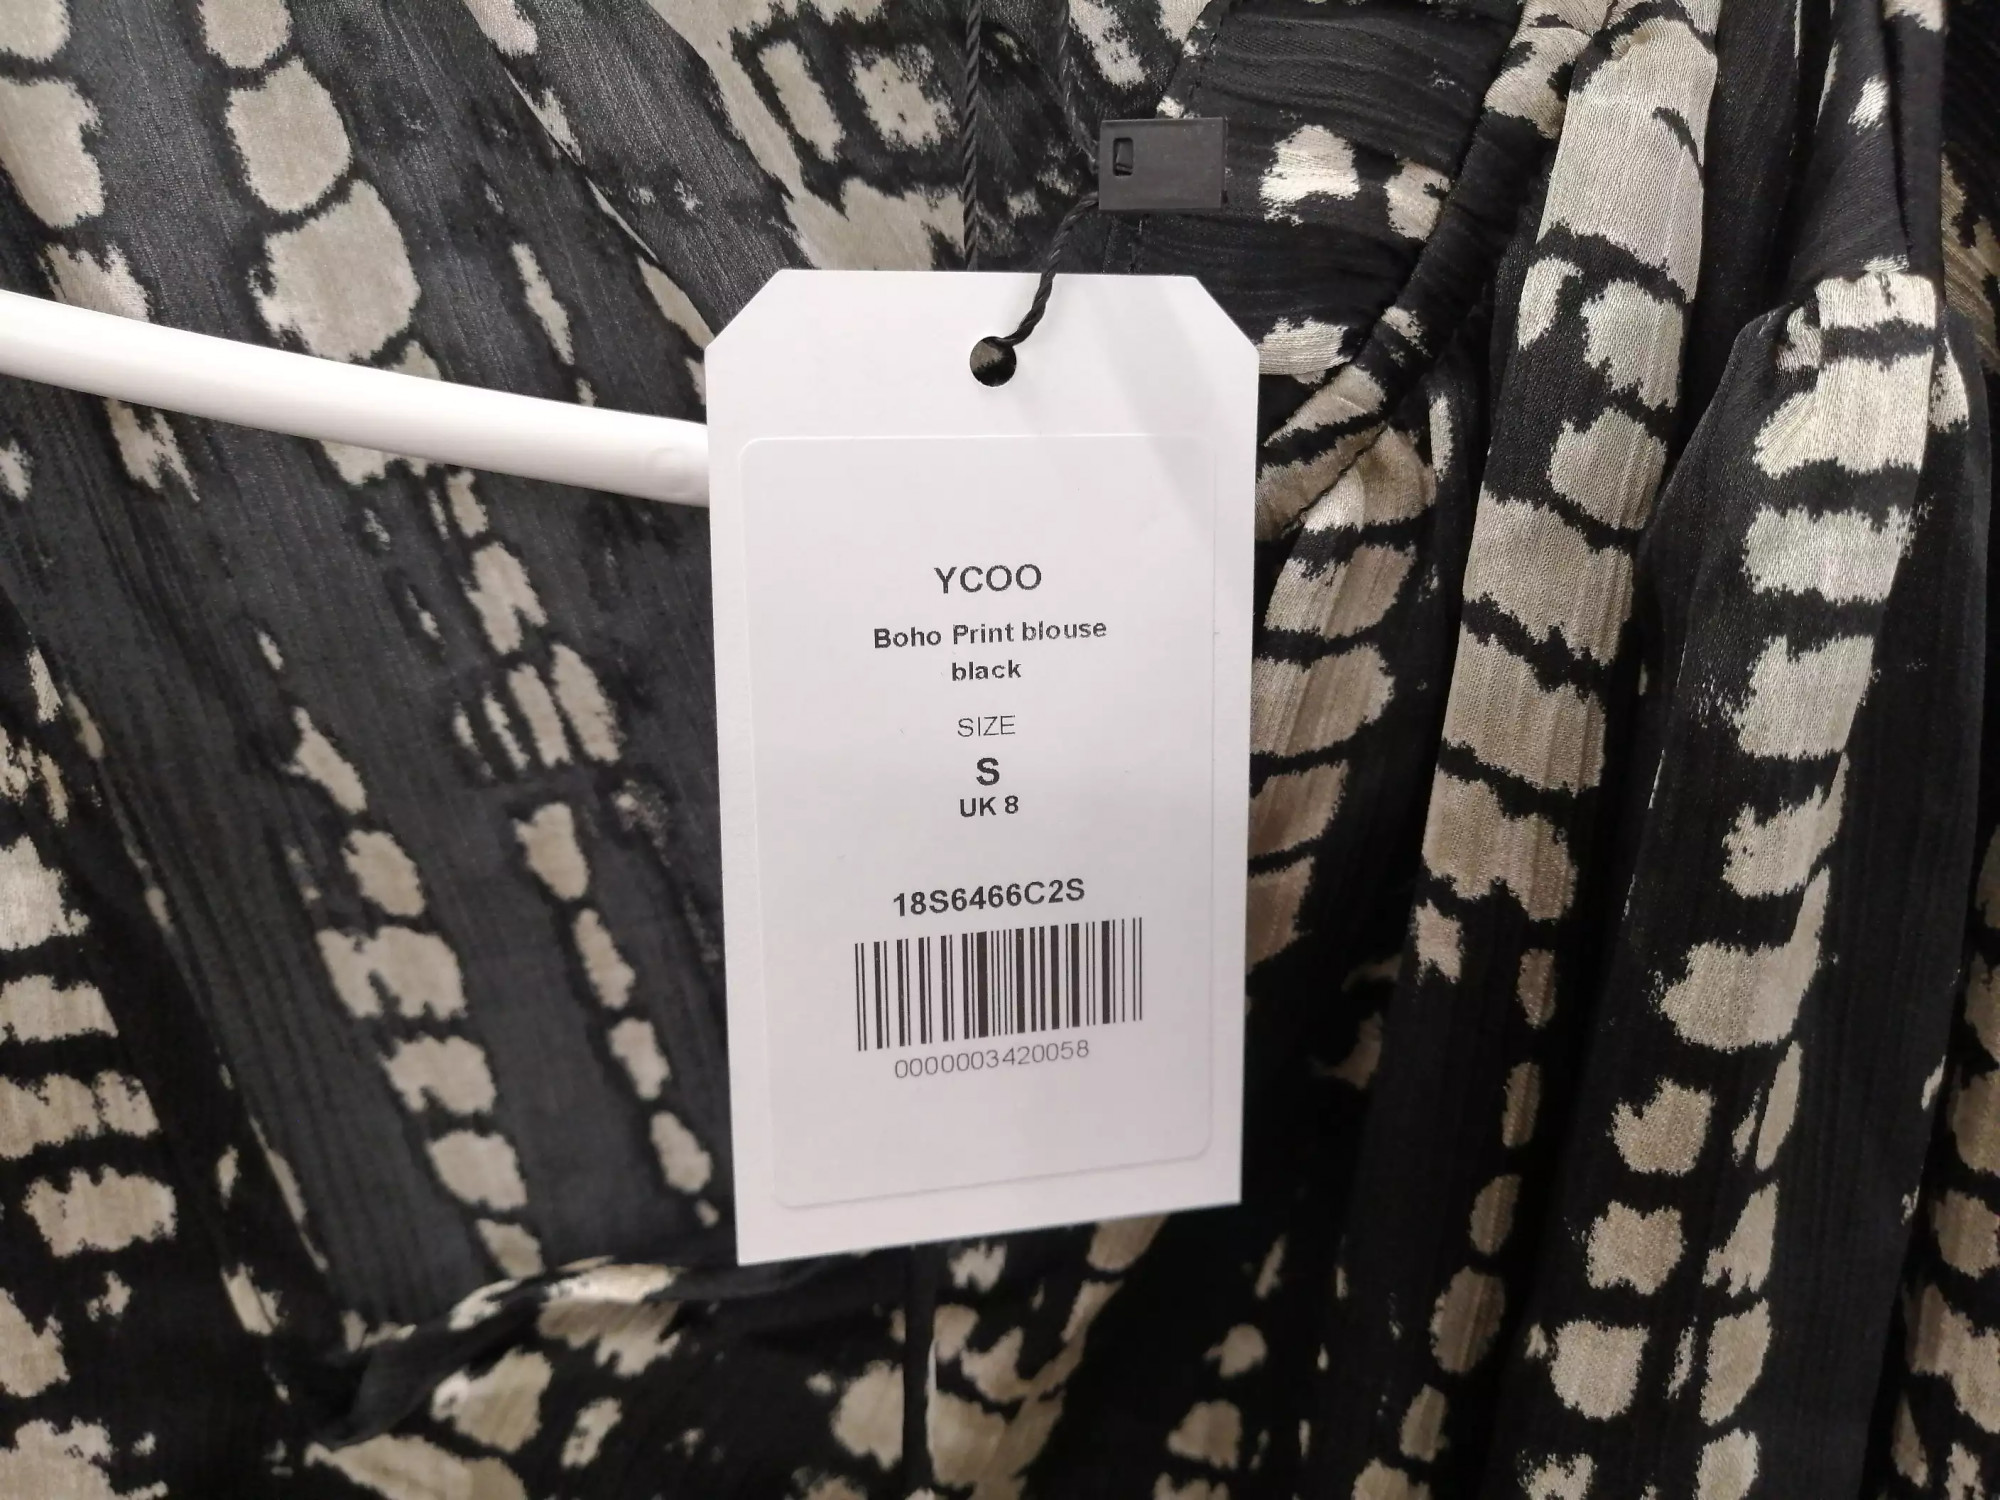 YCOO
Boho Print blouse
black
SIZE
S
UK 8
18S6466C2S
0000003420058